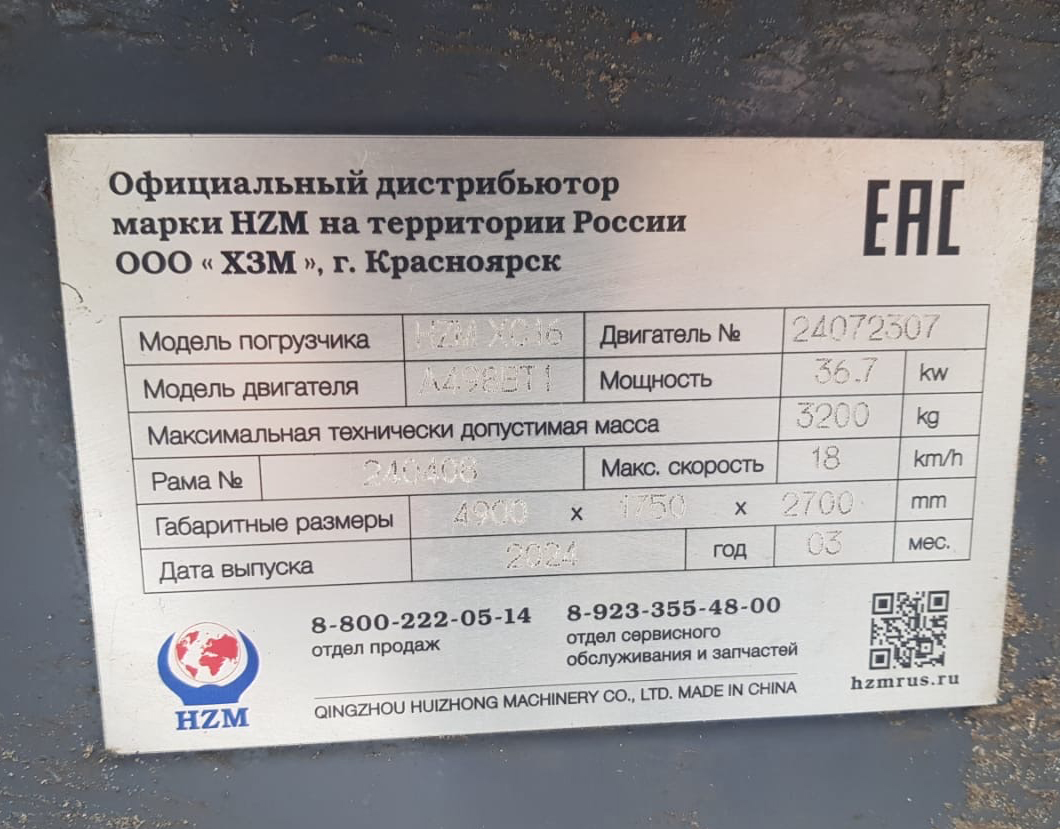 Официальный дистрибьютор
марки HZM на территории России
ООО « ХЗМ », г. Красноярск
EAC
Модель погрузчика HZM XC16 Двигатель № 24072307
Модель двигателя A498BT1 Мощность 36.7 kw
Максимальная технически допустимая масса 3200 kg
Рама № 240406 Макс. скорость 18 km/h
Габаритные размеры 4900 x 1750 x 2700 mm
Дата выпуска 2024 год 03 мес.
8-800-222-05-14 8-923-355-48-00
отдел продаж отдел сервисного
обслуживания и запчастей
hzmrus.ru
HZM
QINGZHOU HUIZHONG MACHINERY CO., LTD. MADE IN CHINA